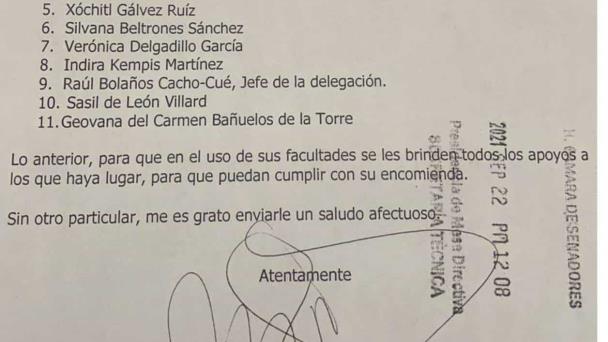 5. Xóchitl Gálvez Ruíz
6. Silvana Beltrones Sánchez
7. Verónica Delgadillo García
8. Indira Kempis Martínez
9. Raúl Bolaños Cacho-Cué, Jefe de la delegación.
10. Sasil de León Villard
11. Geovana del Carmen Bañuelos de la Torre
Lo anterior, para que en el uso de sus facultades se les brinden todos los apoyos a
los que haya lugar, para que puedan cumplir con su encomienda.
Sin otro particular, me es grato enviarle un saludo afectuoso.
Atentamente
H. CÁMARA DE SENADORES
2021 SEP 22 PM 12 08
Presidencia de Mesa Directiva
SECRETARÍA TÉCNICA